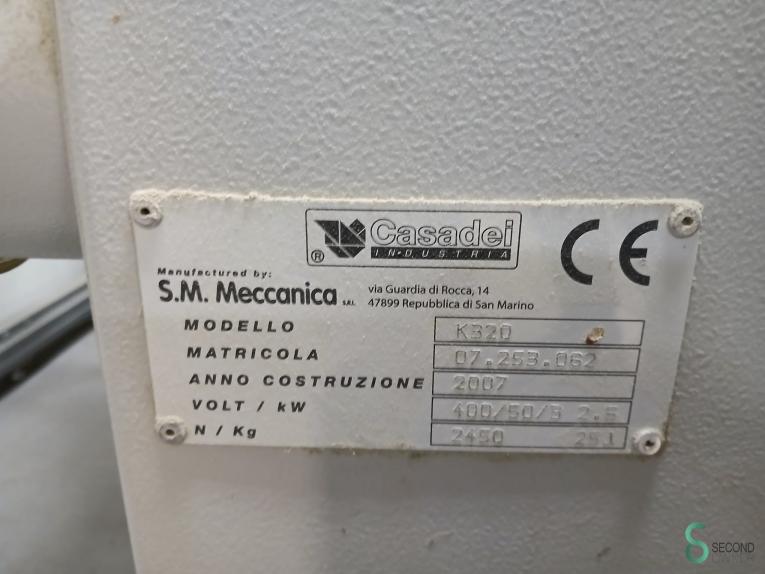 Casadei
® INDUSTRIA
CE
Manufactured by:
S.M. Meccanica S.R.L. via Guardia di Rocca, 14
47899 Repubblica di San Marino
MODELLO
MATRICOLA 07.253.062
ANNO COSTRUZIONE 2007
VOLT / kW 400/50/3 2.5
N / Kg 2450 251
SECOND